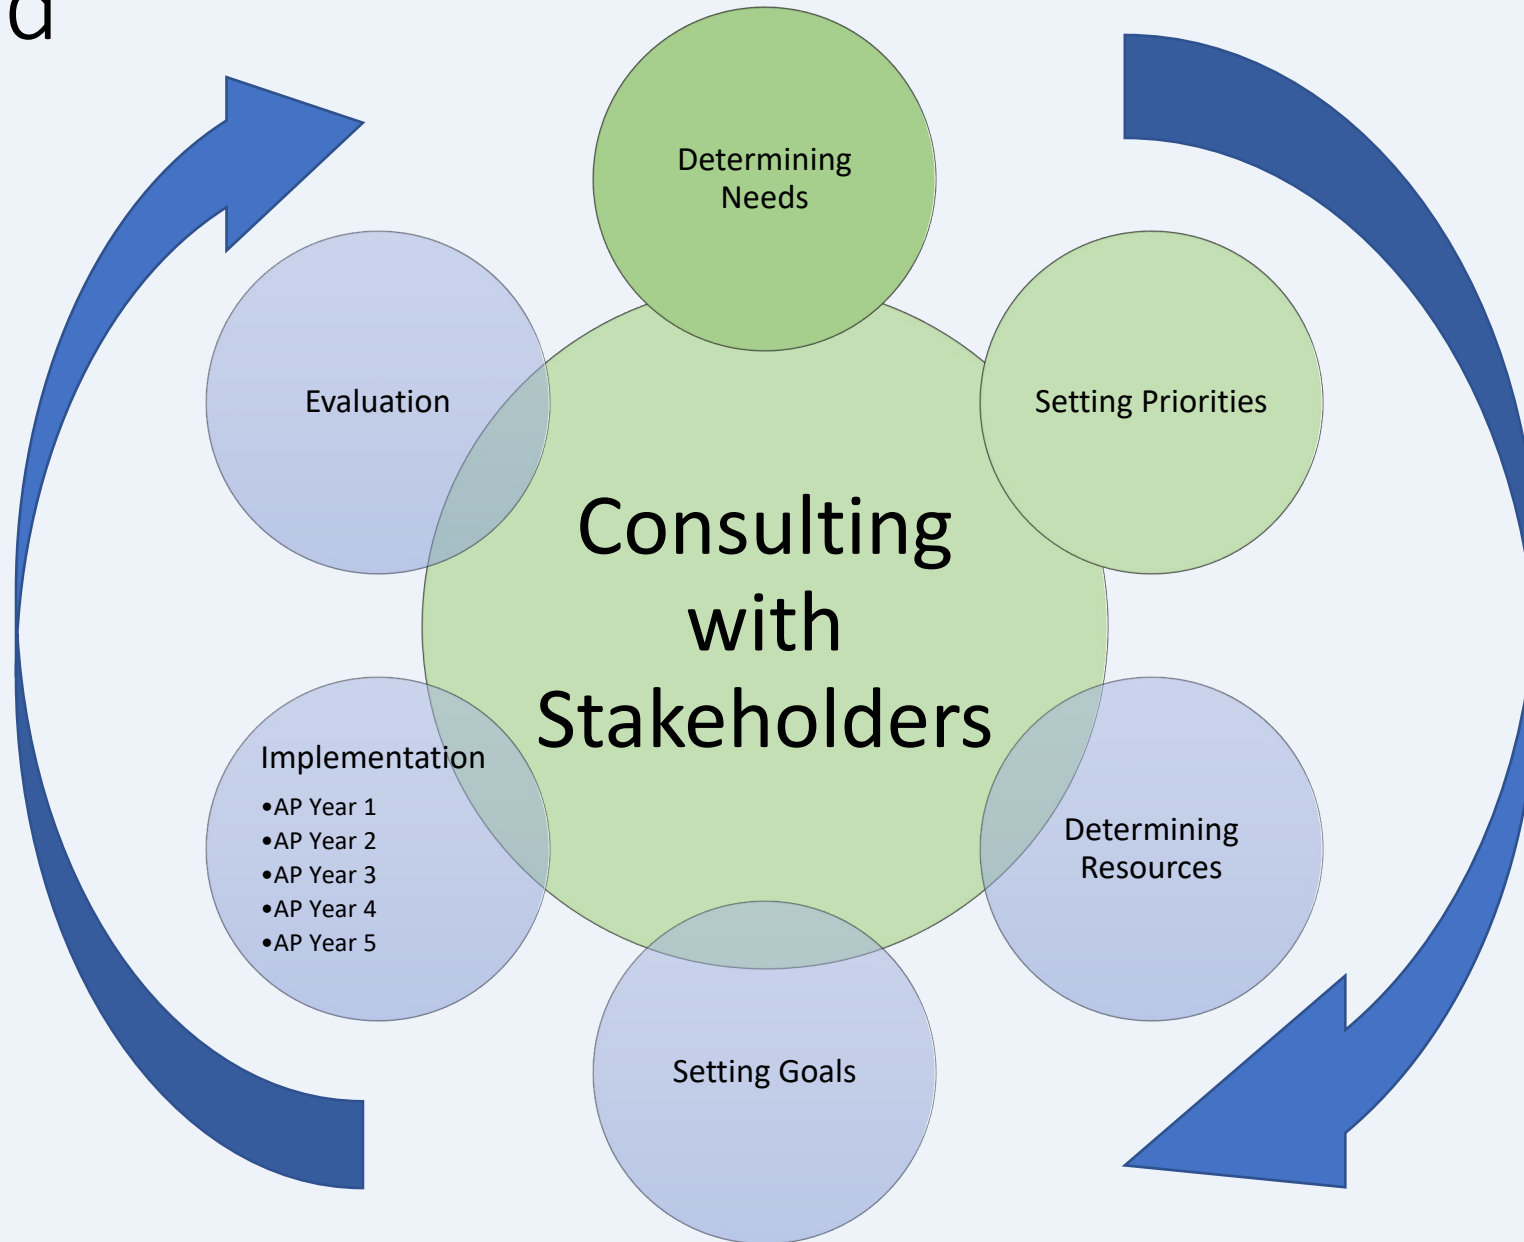 d
Determining
Needs
Setting Priorities
Evaluation
Consulting
with
Stakeholders
Determining
Resources
Implementation
•AP Year 1
•AP Year 2
•AP Year 3
•AP Year 4
•AP Year 5
Setting Goals